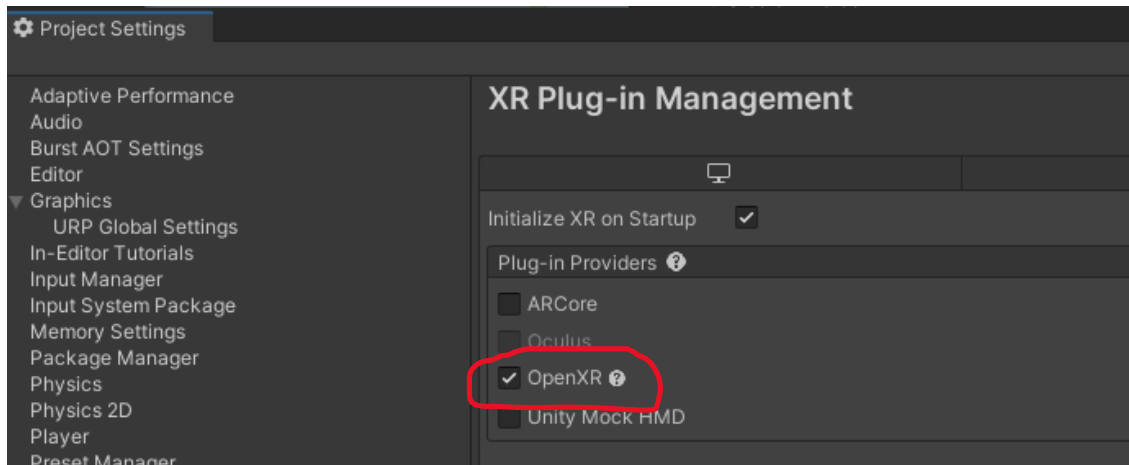 Project Settings
Adaptive Performance
Audio
Burst AOT Settings
Editor
Graphics
URP Global Settings
In-Editor Tutorials
Input Manager
Input System Package
Memory Settings
Package Manager
Physics
Physics 2D
Player
Preset Manager
XR Plug-in Management
Initialize XR on Startup
Plug-in Providers
ARCore
Oculus
OpenXR
Unity Mock HMD